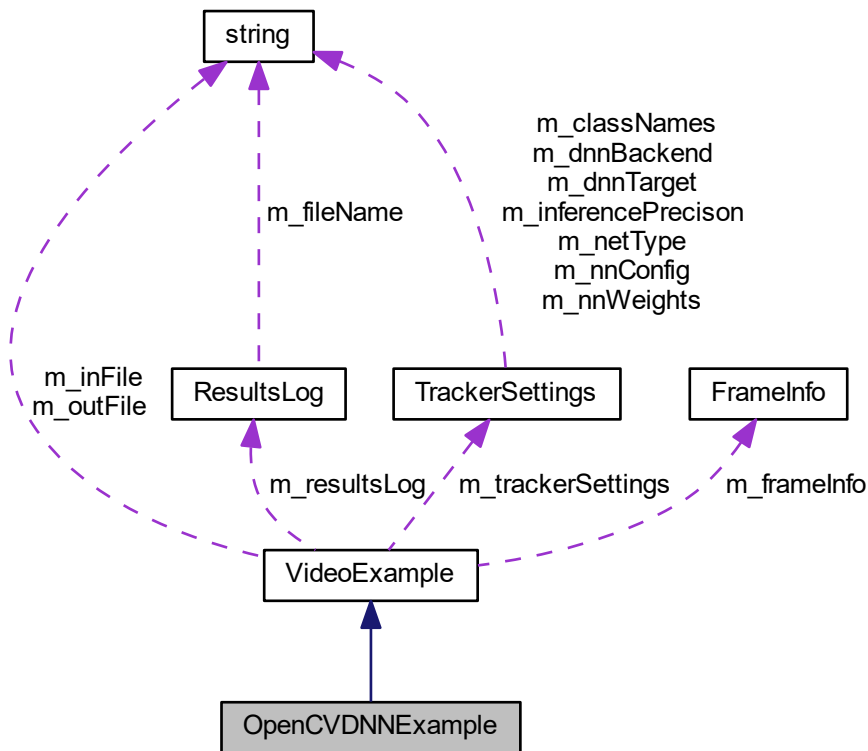 string
m_classNames
m_dnnBackend
m_dnnTarget
m_inferencePrecison
m_netType
m_nnConfig
m_nnWeights
m_fileName
m_inFile
m_outFile
ResultsLog
TrackerSettings
FrameInfo
m_resultsLog
m_trackerSettings
m_frameInfo
VideoExample
OpenCVDNNExample